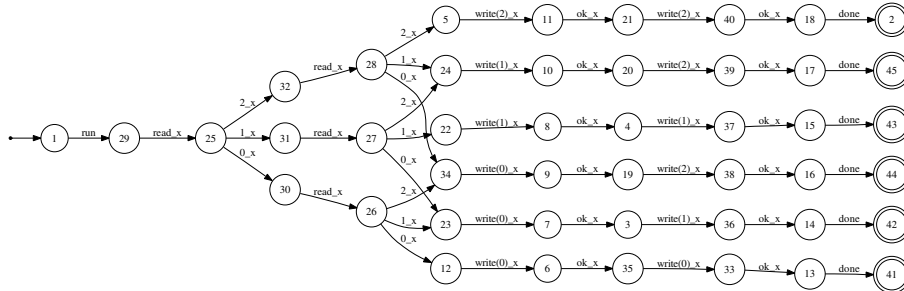 5 write(2)_x 11 ok_x 21 write(2)_x 40 ok_x 18 done 2
2_x
32 read_x 28 1_x 24 write(1)_x 10 ok_x 20 write(2)_x 39 ok_x 17 done 45
0_x
2_x 2_x
1 run 29 read_x 25 1_x 31 read_x 27 1_x 22 write(1)_x 8 ok_x 4 write(1)_x 37 ok_x 15 done 43
0_x 0_x
34 write(0)_x 9 ok_x 19 write(2)_x 38 ok_x 16 done 44
30 read_x 26 2_x
1_x 23 write(0)_x 7 ok_x 3 write(1)_x 36 ok_x 14 done 42
0_x
12 write(0)_x 6 ok_x 35 write(0)_x 33 ok_x 13 done 41